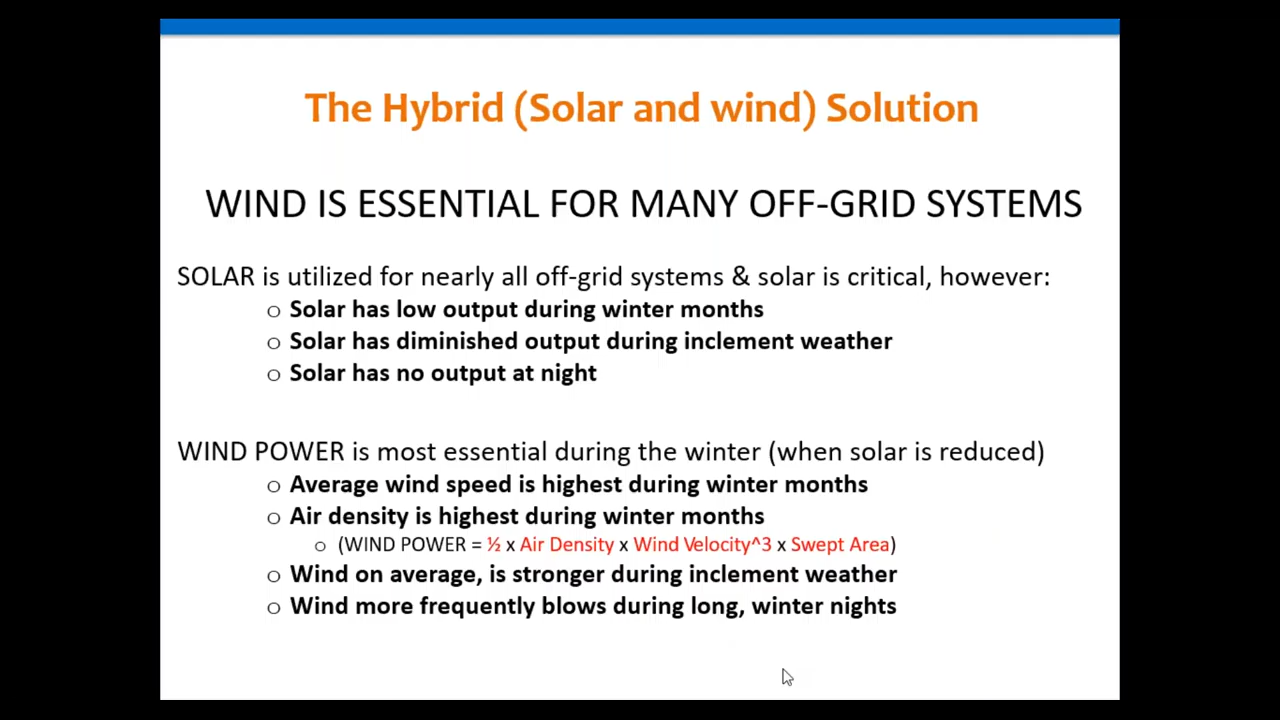 The Hybrid (Solar and wind) Solution
WIND IS ESSENTIAL FOR MANY OFF-GRID SYSTEMS
SOLAR is utilized for nearly all off-grid systems & solar is critical, however:
o Solar has low output during winter months
o Solar has diminished output during inclement weather
o Solar has no output at night
WIND POWER is most essential during the winter (when solar is reduced)
o Average wind speed is highest during winter months
o Air density is highest during winter months
o (WIND POWER = ½ x Air Density x Wind Velocity^3 x Swept Area)
o Wind on average, is stronger during inclement weather
o Wind more frequently blows during long, winter nights